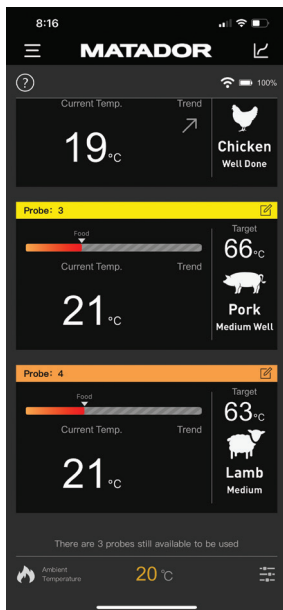 8:16
MATADOR
?
100%
Current Temp.
Trend
19°C
Chicken
Well Done
Probe: 3
Food
Target
66°C
Current Temp.
Trend
21°C
Pork
Medium Well
Probe: 4
Food
Target
63°C
Current Temp.
Trend
21°C
Lamb
Medium
There are 3 probes still available to be used
Ambient
Temperature
20 °C